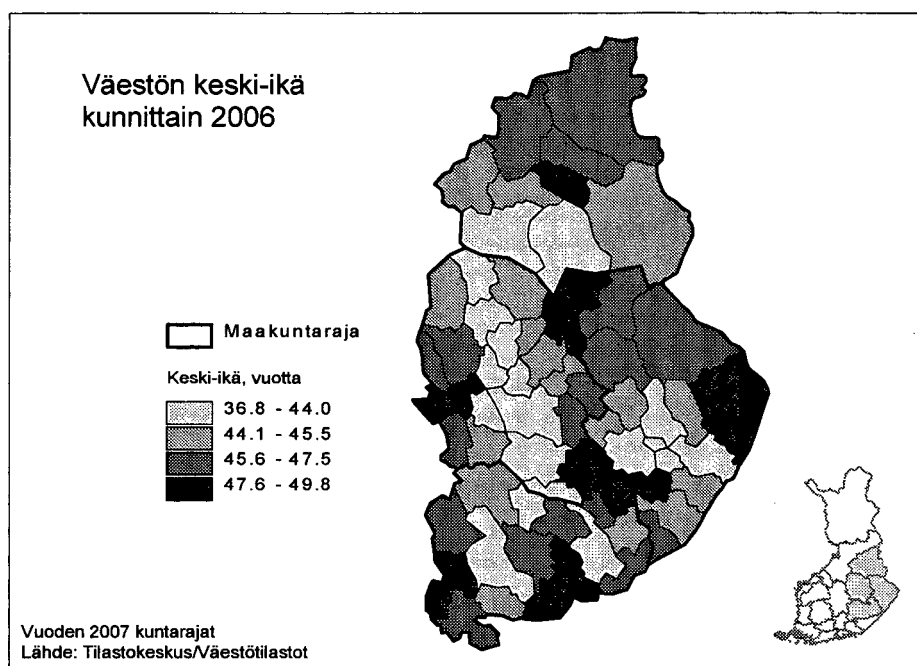 Väestön keski-ikä
kunnittain 2006
Maakuntaraja
Keski-ikä, vuotta
36.8 - 44.0
44.1 - 45.5
45.6 - 47.5
47.6 - 49.8
Vuoden 2007 kuntarajat
Lähde: Tilastokeskus/Väestötilastot